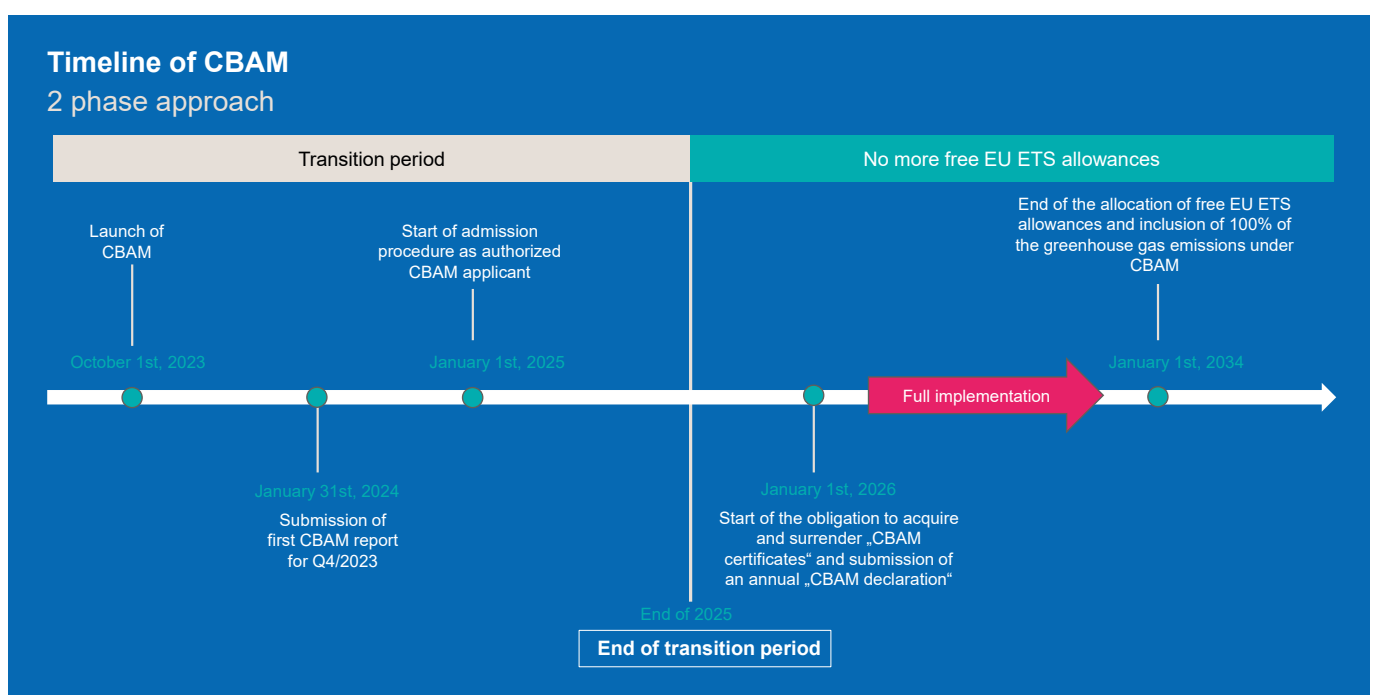 Timeline of CBAM
2 phase approach
Transition period
No more free EU ETS allowances
Launch of
CBAM
October 1st, 2023
January 31st, 2024
Submission of
first CBAM report
for Q4/2023
Start of admission
procedure as authorized
CBAM applicant
January 1st, 2025
End of 2025
End of transition period
January 1st, 2026
Start of the obligation to acquire
and surrender „CBAM
certificates“ and submission of
an annual „CBAM declaration“
Full implementation
End of the allocation of free EU ETS
allowances and inclusion of 100% of
the greenhouse gas emissions under
CBAM
January 1st, 2034